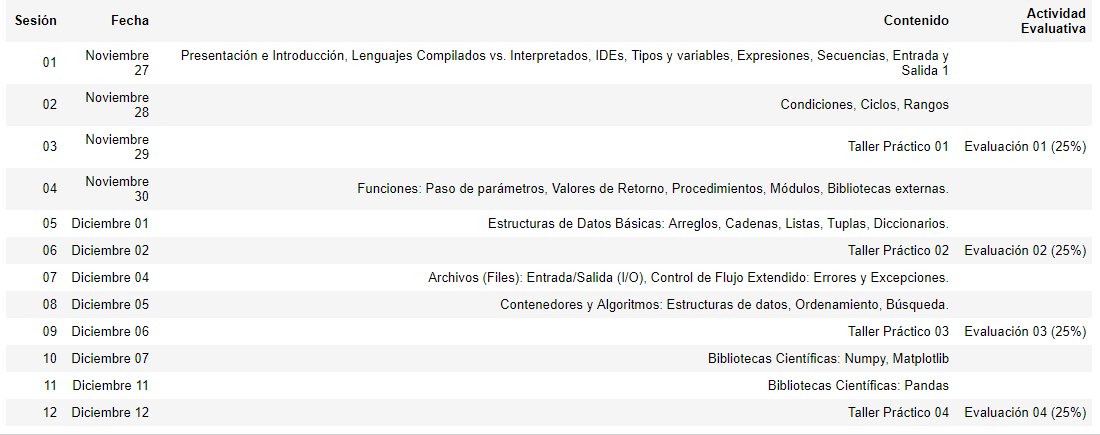 Sesión Fecha Contenido Actividad Evaluativa
01 Noviembre 27 Presentación e Introducción, Lenguajes Compilados vs. Interpretados, IDEs, Tipos y variables, Expresiones, Secuencias, Entrada y Salida 1
02 Noviembre 28 Condiciones, Ciclos, Rangos
03 Noviembre 29 Taller Práctico 01 Evaluación 01 (25%)
04 Noviembre 30 Funciones: Paso de parámetros, Valores de Retorno, Procedimientos, Módulos, Bibliotecas externas.
05 Diciembre 01 Estructuras de Datos Básicas: Arreglos, Cadenas, Listas, Tuplas, Diccionarios.
06 Diciembre 02 Taller Práctico 02 Evaluación 02 (25%)
07 Diciembre 04 Archivos (Files): Entrada/Salida (I/O), Control de Flujo Extendido: Errores y Excepciones.
08 Diciembre 05 Contenedores y Algoritmos: Estructuras de datos, Ordenamiento, Búsqueda.
09 Diciembre 06 Taller Práctico 03 Evaluación 03 (25%)
10 Diciembre 07 Bibliotecas Científicas: Numpy, Matplotlib
11 Diciembre 11 Bibliotecas Científicas: Pandas
12 Diciembre 12 Taller Práctico 04 Evaluación 04 (25%)